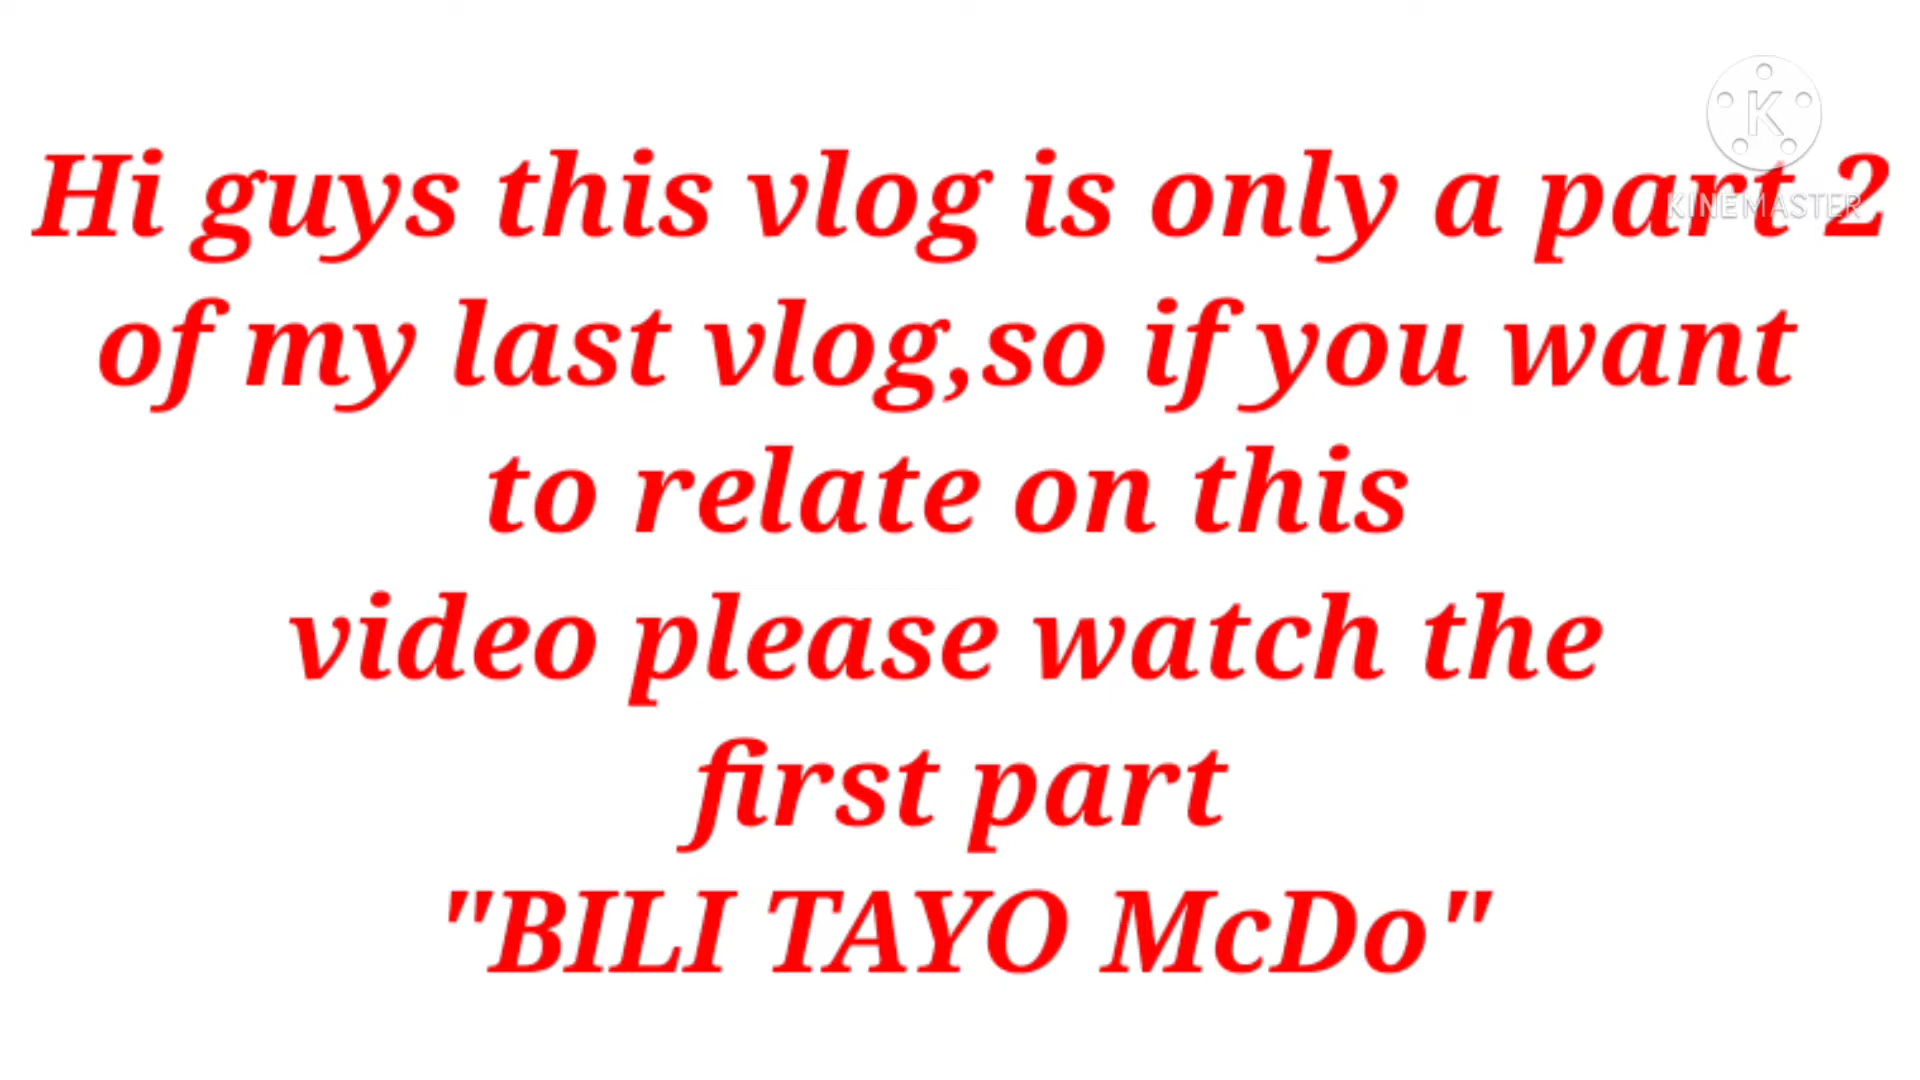 K
KINEMASTER
Hi guys this vlog is only a part 2
of my last vlog,so if you want
to relate on this
video please watch the
first part
"BILI TAYO McDo"